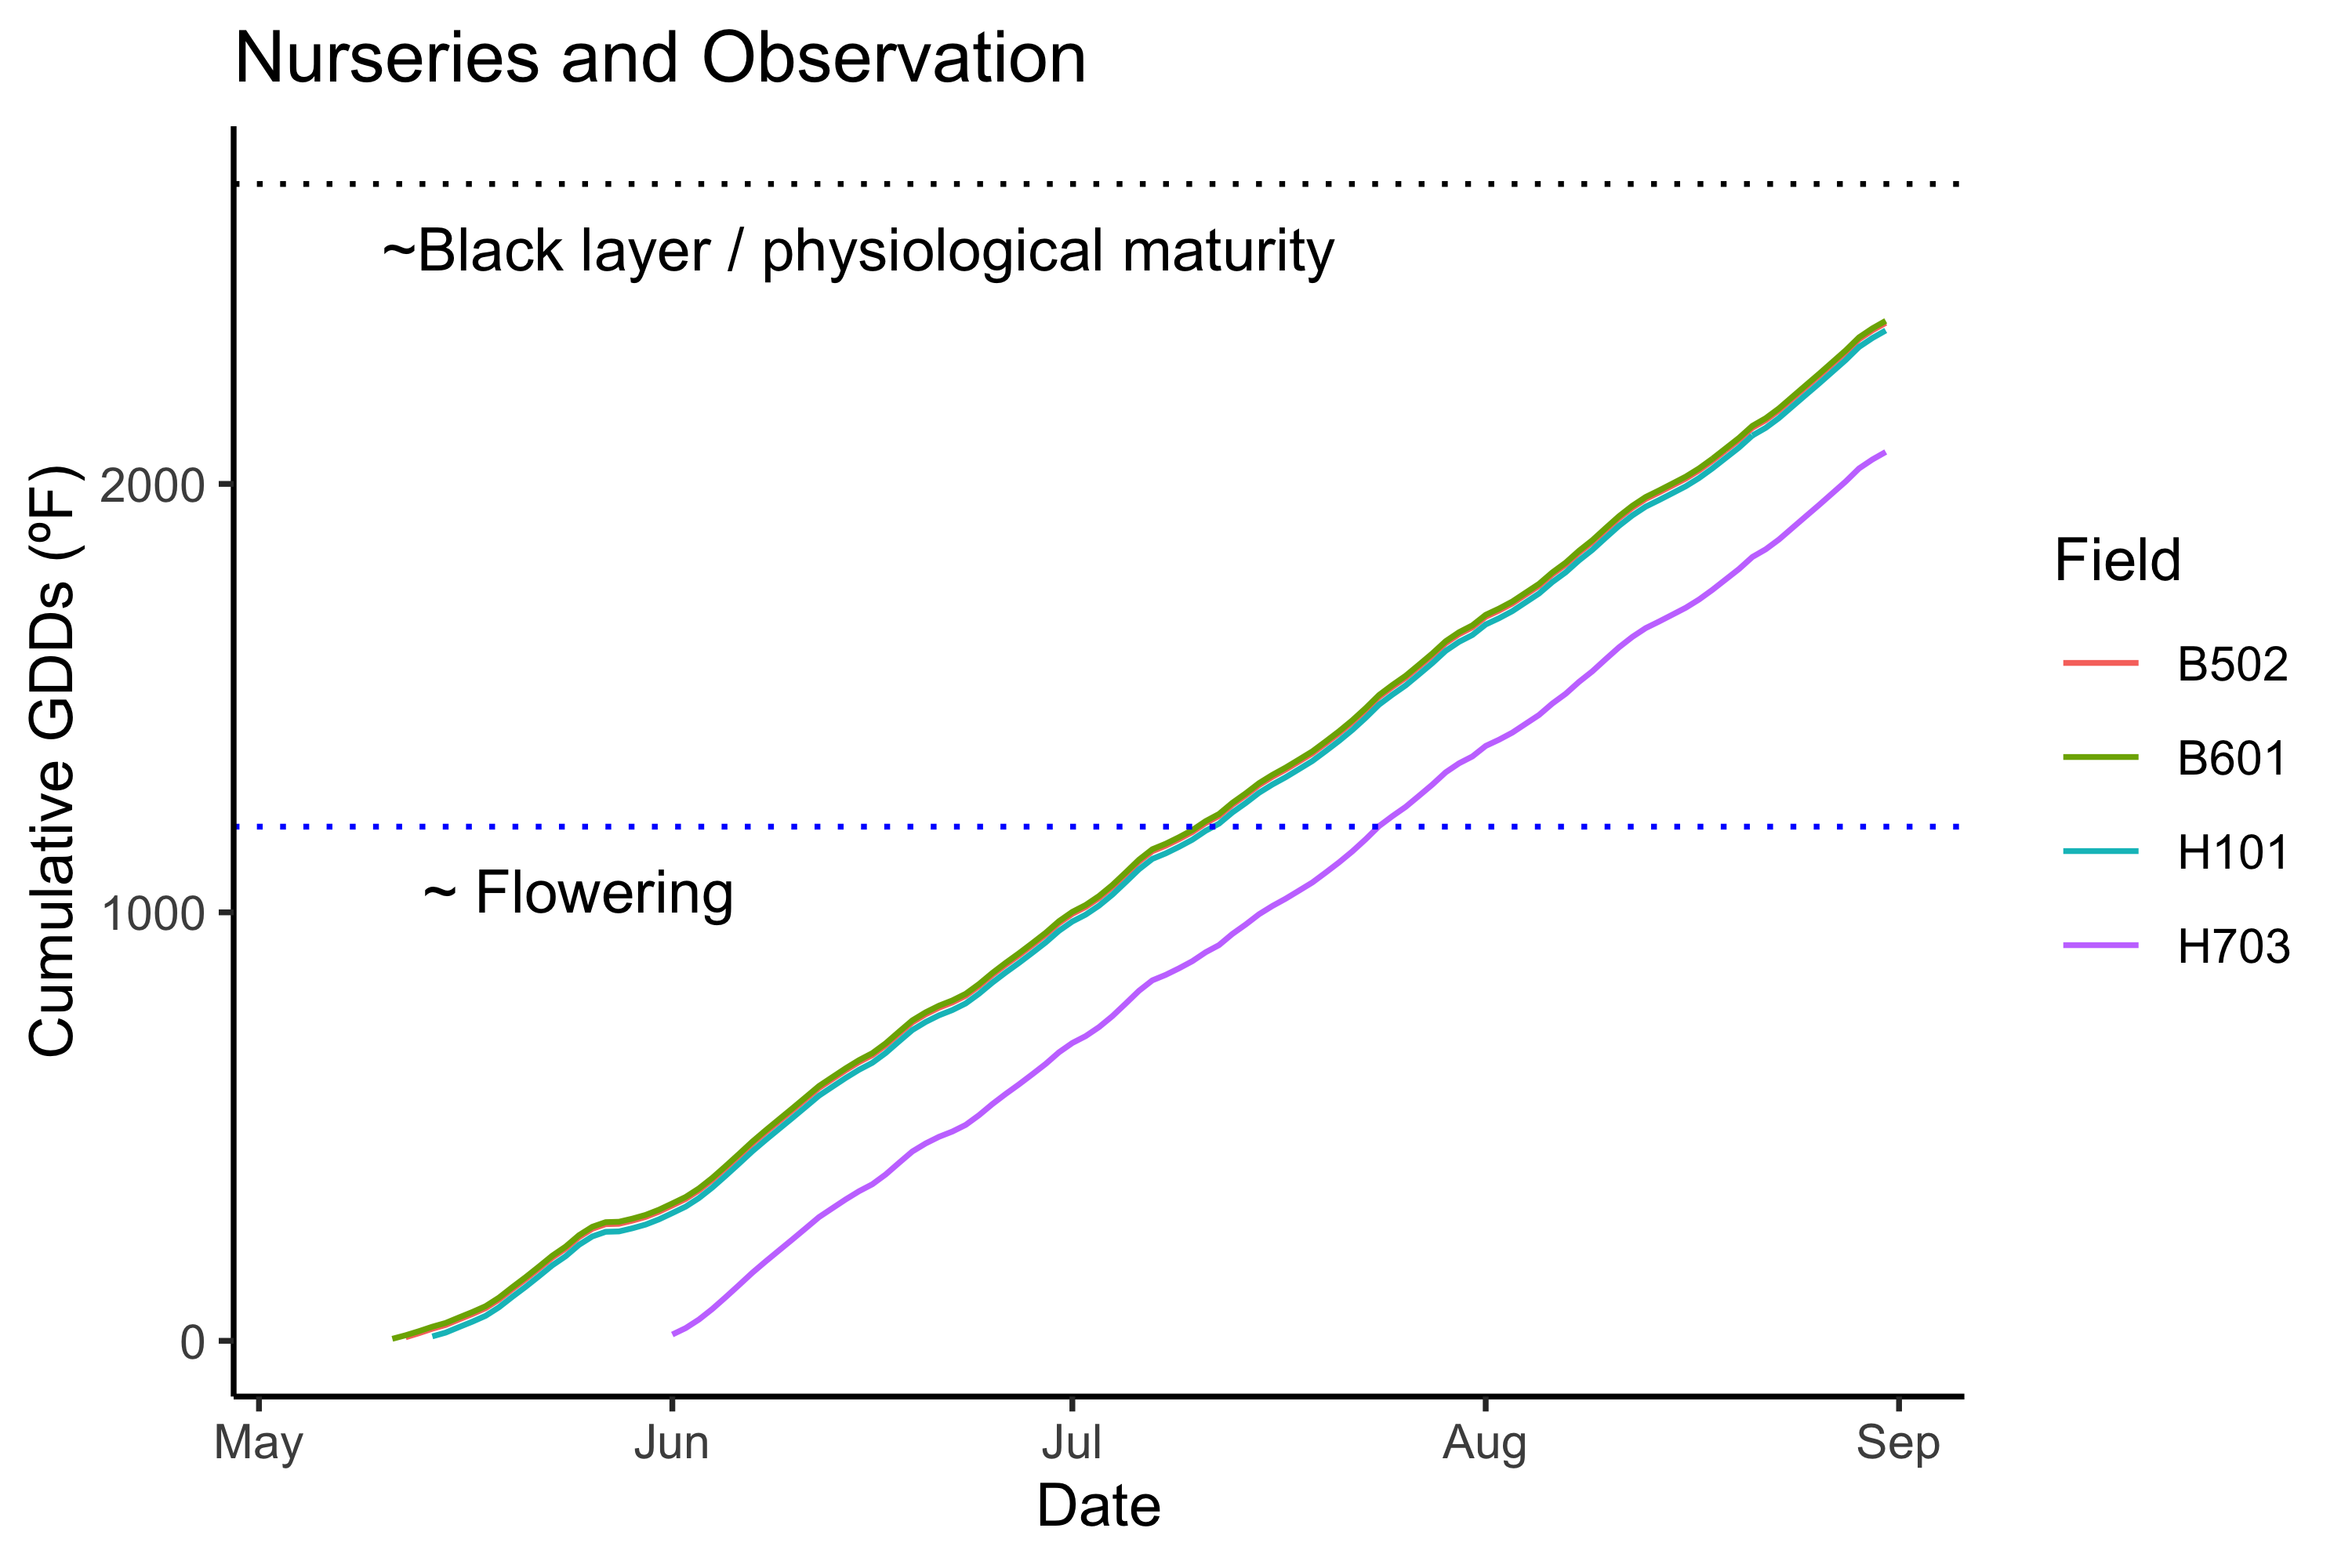 Nurseries and Observation
~Black layer / physiological maturity
~ Flowering
Cumulative GDDs (ºF)
2000
1000
0
May
Jun
Jul
Aug
Sep
Date
Field
B502
B601
H101
H703